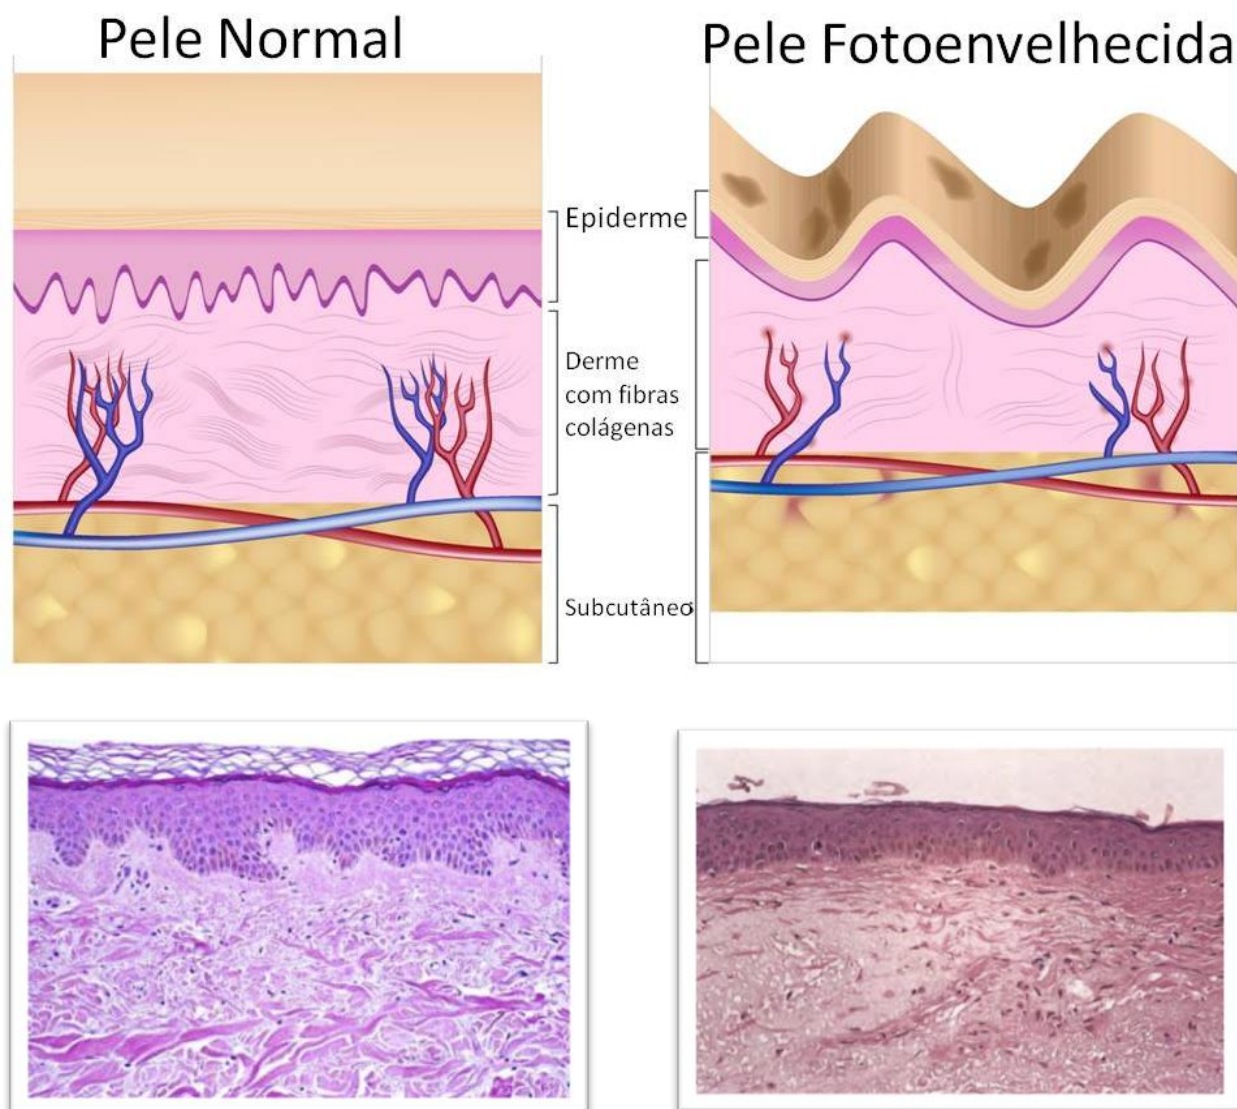 Pele Normal
Pele Fotoenvelhecida
Epiderme
Derme
com fibras
colágenas
Subcutâneo